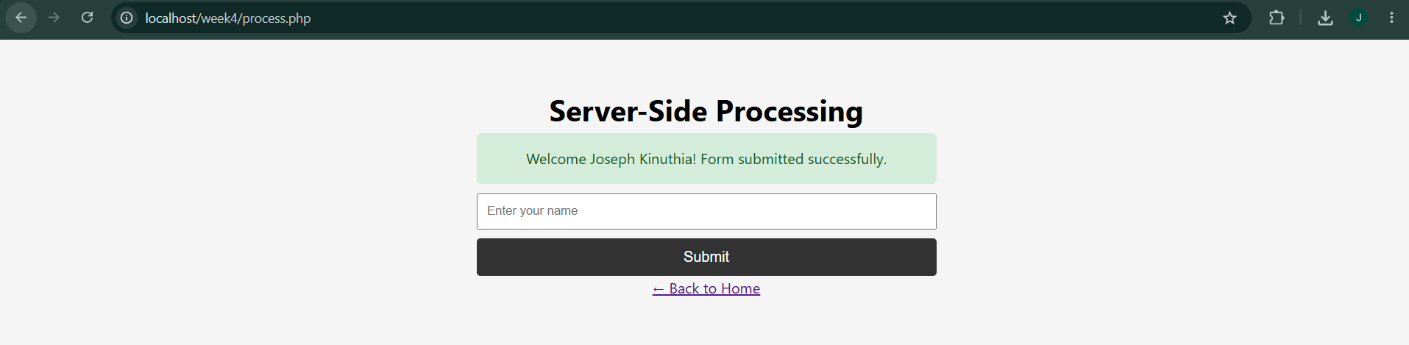 localhost/week4/process.php
J
Server-Side Processing
Welcome Joseph Kinuthia! Form submitted successfully.
Enter your name
Submit
← Back to Home